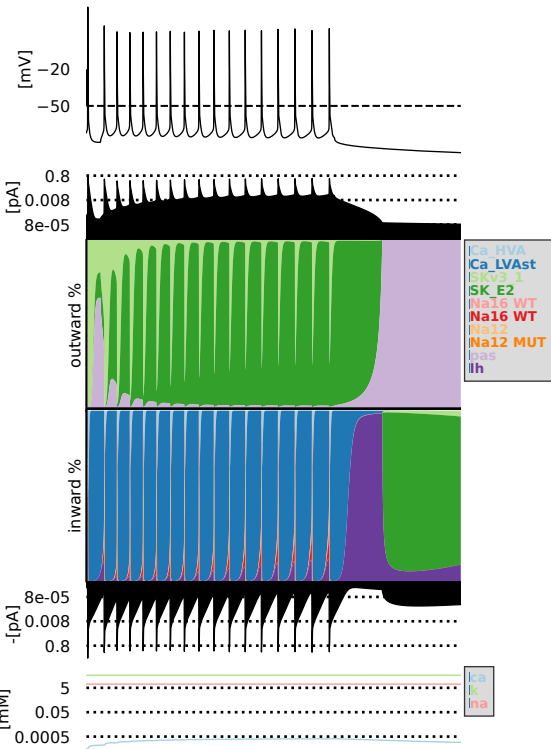 [mV]
−20
−50
[pA]
0.8
0.008
8e-05
outward %
Ca_HVA
Ca_LVAst
SKv3_1
SK_E2
Na16 WT
Na16 WT
Na12
Na12 MUT
pas
Ih
inward %
-[pA]
8e-05
0.008
0.8
[mM]
5
0.05
0.0005
ca
k
na